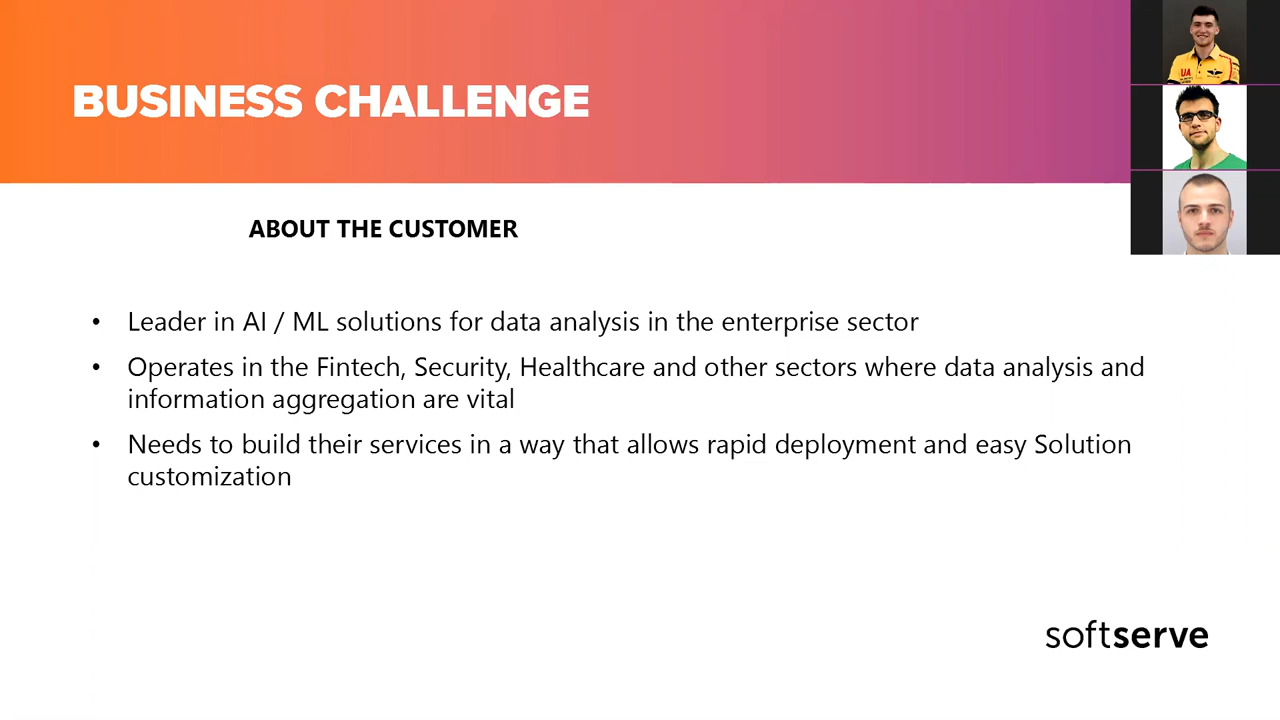 BUSINESS CHALLENGE
UA
ABOUT THE CUSTOMER
• Leader in AI / ML solutions for data analysis in the enterprise sector
• Operates in the Fintech, Security, Healthcare and other sectors where data analysis and
information aggregation are vital
• Needs to build their services in a way that allows rapid deployment and easy Solution
customization
softserve